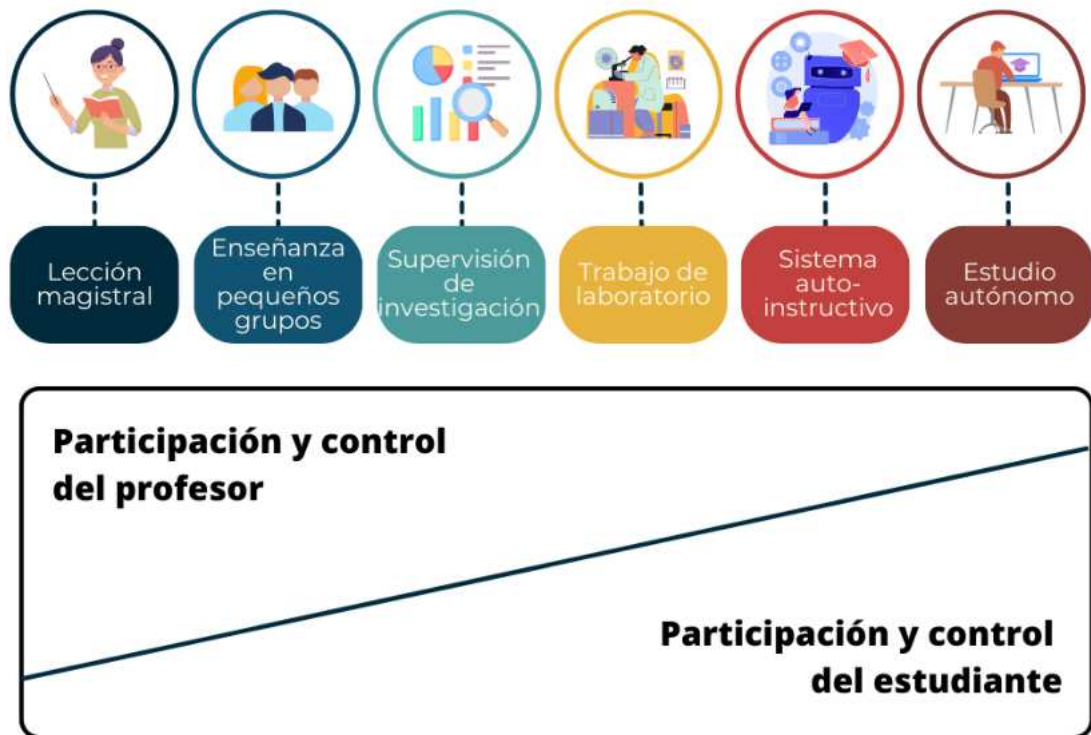 Lección
magistral
Enseñanza
en
pequeños
grupos
Supervisión
de
investigación
Trabajo de
laboratorio
Sistema
auto-
instructivo
Estudio
autónomo
Participación y control
del profesor
Participación y control
del estudiante